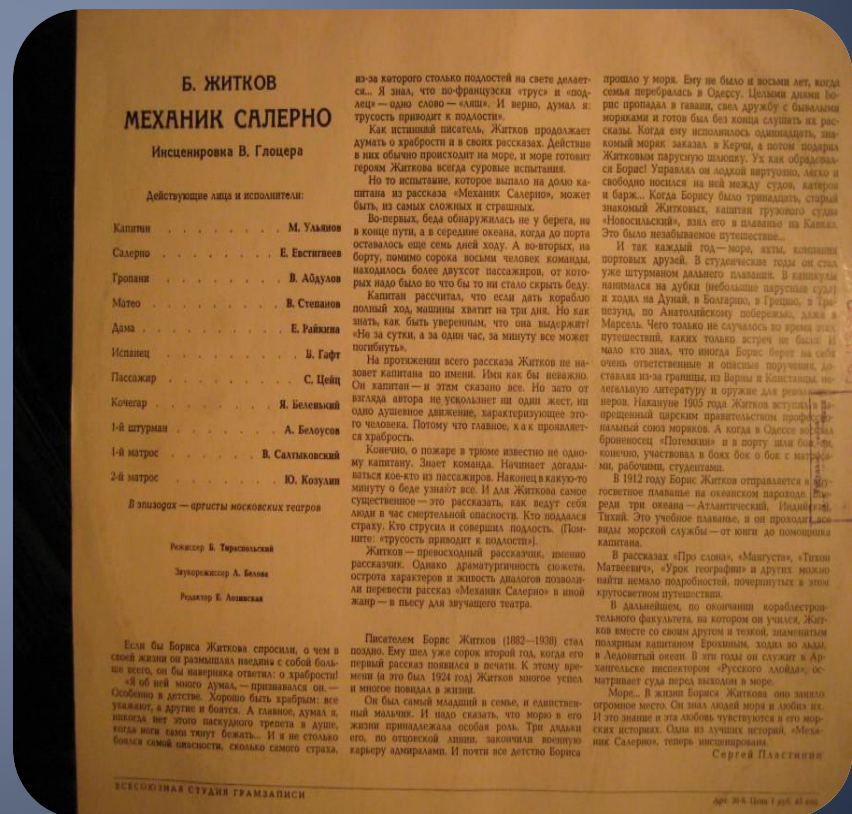 Б. ЖИТКОВ
МЕХАНИК САЛЕРНО
Инсценировка В. Глоцера
Действующие лица и исполнители:
Капитан . . . . . . . . . М. Ульянов
Салерно . . . . . . . . . Е. Евстигнеев
Гропани . . . . . . . . . В. Абдулов
Матео . . . . . . . . . В. Степанов
Дама . . . . . . . . . Е. Райкина
Испанец . . . . . . . . . В. Гафт
Пассажир . . . . . . . . . С. Цейц
Кочегар . . . . . . . . . Я. Беленький
1-й штурман . . . . . . . А. Белоусов
1-й матрос . . . . . . . В. Салтыковский
2-й матрос . . . . . . . Ю. Козулин
В эпизодах — артисты московских театров
Режиссер Б. Тираспольский
Звукорежиссер Л. Белова
Редактор Е. Лозинская
Если бы Бориса Житкова спросили, о чем в
своей жизни он размышлял наедине с собой боль-
ше всего, он бы наверняка ответил: о храбрости!
«Я об ней много думал, — признавался он. —
Особенно в детстве. Хорошо быть храбрым: все
уважают, а другие и боятся. А главное, думал я,
никогда нет этого паскудного трепета в душе,
когда ноги сами тянут бежать... И я не столько
боялся самой опасности, сколько самого страха,
из-за которого столько подлостей на свете делает-
ся... Я знал, что по-французски «трус» и «под-
лец» — одно слово — «ляш». И верно, думал я:
трусость приводит к подлости».
Как истинный писатель, Житков продолжает
думать о храбрости и в своих рассказах. Действие
в них обычно происходит на море, и море готовит
героям Житкова всегда суровые испытания.
Но то испытание, которое выпало на долю ка-
питана из рассказа «Механик Салерно», может
быть, из самых сложных и страшных.
Во-первых, беда обнаружилась не у берега, не
в конце пути, а в середине океана, когда до порта
оставалось еще семь дней ходу. А во-вторых, на
борту, помимо сорока восьми человек команды,
находилось более двухсот пассажиров, от кото-
рых надо было во что бы то ни стало скрыть беду.
Капитан рассчитал, что если дать кораблю
полный ход, машины хватит на три дня. Но как
знать, как быть уверенным, что она выдержит!
«Не за сутки, а за один час, за минуту все может
погибнуть».
На протяжении всего рассказа Житков не на-
зовет капитана по имени. Имя как бы неважно.
Он капитан — и этим сказано все. Но зато от
взгляда автора не ускользнет ни один жест, ни
одно душевное движение, характеризующее это-
го человека. Потому что главное, как проявляет-
ся храбрость.
Конечно, о пожаре в трюме известно не одно-
му капитану. Знает команда. Начинает догады-
ваться кое-кто из пассажиров. Наконец в какую-то
минуту о беде узнают все. И для Житкова самое
существенное — это рассказать, как ведут себя
люди в час смертельной опасности. Кто поддался
страху. Кто струсил и совершил подлость. (Пом-
ните: «трусость приводит к подлости»).
Житков — превосходный рассказчик, именно
рассказчик. Однако драматургичность сюжета,
острота характеров и живость диалогов позволи-
ли перевести рассказ «Механик Салерно» в иной
жанр — в пьесу для звучащего театра.
Писателем Борис Житков (1882—1938) стал
поздно. Ему шел уже сорок второй год, когда его
первый рассказ появился в печати. К этому вре-
мени (а это был 1924 год) Житков многое успел
и многое повидал в жизни.
Он был самый младший в семье, и единствен-
ный мальчик. И надо сказать, что морю в его
жизни принадлежала особая роль. Три дядьки
его, по отцовской линии, закончили военную
карьеру адмиралами. И почти все детство Бориса
прошло у моря. Ему не было и восьми лет, когда
семья перебралась в Одессу. Целыми днями Бо-
рис пропадал в гавани, свел дружбу с бывалыми
моряками и готов был без конца слушать их рас-
сказы. Когда ему исполнилось одиннадцать, зна-
комый моряк заказал в Керчи, а потом подарил
Житковым парусную шлюпку. Ух как обрадовал-
ся Борис! Управлял он лодкой виртуозно, легко и
свободно носился на ней между судов, катеров
и барж... Когда Борису было тринадцать, старый
знакомый Житковых, капитан грузового судна
«Новосильский», взял его в плаванье на Кавказ.
Это было незабываемое путешествие...
И так каждый год — море, яхты, компания
портовых друзей. В студенческие годы он стал
уже штурманом дальнего плавания. В каникулы
нанимался на дубки (небольшие парусные суда)
и ходил на Дунай, в Болгарию, в Грецию, в Тра-
пезунд, по Анатолийскому побережью, даже в
Марсель. Чего только не случалось во время этих
путешествий, каких только встреч не было! И
мало кто знал, что иногда Борис берет на себя
очень ответственные и опасные поручения, до-
ставляя из-за границы, из Варны и Констанцы, не-
легальную литературу и оружие для револю-
неров. Накануне 1905 года Житков вступил в за-
прещенный царским правительством профессио-
нальный союз моряков. А когда в Одессе восстал
броненосец «Потемкин» и в порту шли бои, он,
конечно, участвовал в боях бок о бок с матроса-
ми, рабочими, студентами.
В 1912 году Борис Житков отправляется в кру-
госветное плаванье на океанском пароходе.
реди три океана — Атлантический, Индийский,
Тихий. Это учебное плаванье, и он проходит все
виды морской службы — от юнги до помощника
капитана.
В рассказах «Про слона», «Мангуста», «Тихон
Матвеевич», «Урок географии» и других можно
найти немало подробностей, почерпнутых в этом
кругосветном путешествии.
В дальнейшем, по окончании кораблестрои-
тельного факультета, на котором он учился, Жит-
ков вместе со своим другом и тезкой, знаменитым
полярным капитаном Ерохиным, ходил во льды,
в Ледовитый океан. В эти годы он служит в Ар-
хангельске инспектором «Русского ллойда», ос-
матривает суда перед выходом в море.
Море... В жизни Бориса Житкова оно заняло
огромное место. Он знал людей моря и любил их.
И это знание и эта любовь чувствуются в его мор-
ских историях. Одна из лучших историй, «Меха-
ник Салерно», теперь инсценирована.
Сергей Пластинин
ВСЕСОЮЗНАЯ СТУДИЯ ГРАМЗАПИСИ
Арт. 36-8. Цена 1 руб. 45 коп.